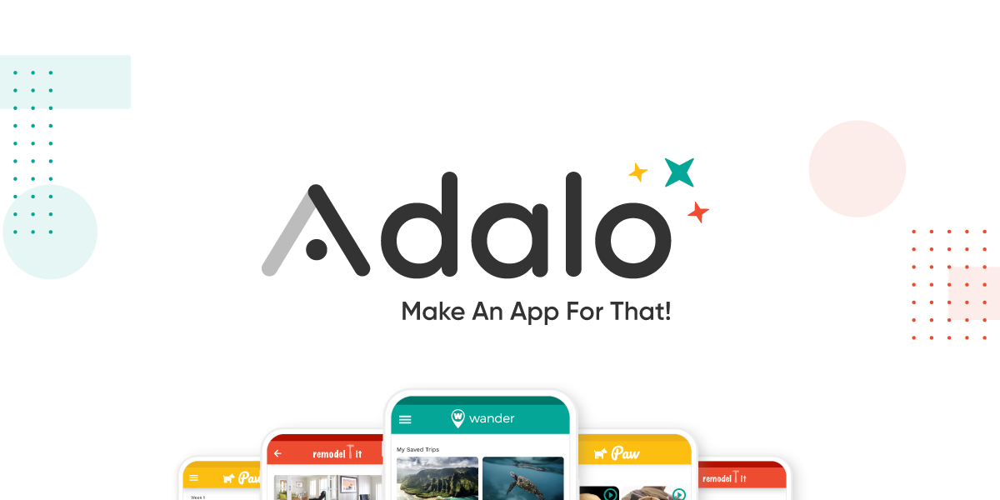 Adalo
Make An App For That!
wander
My Saved Trips
remodel it
Paw
Paw
remodel it
Week 1